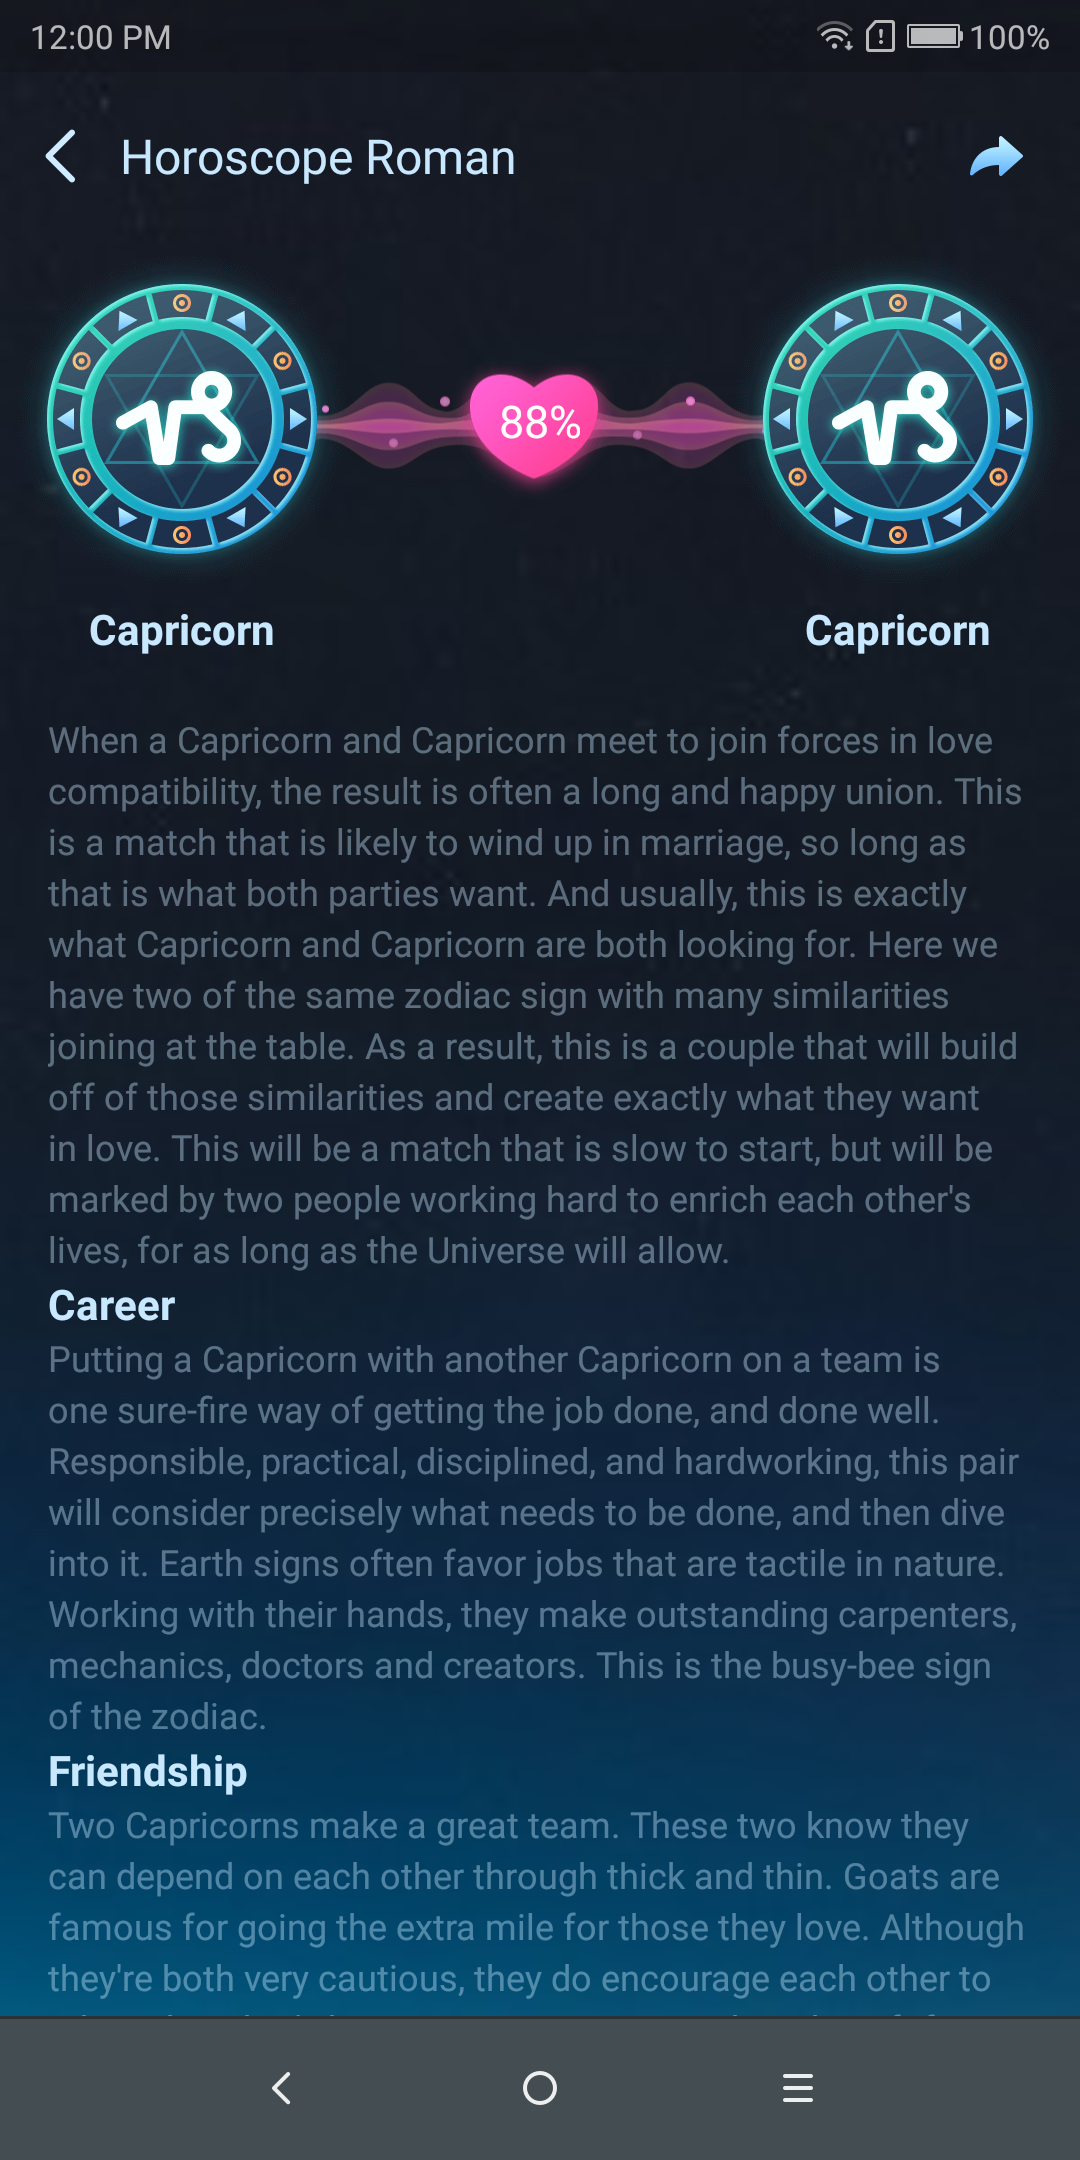 12:00 PM
100%
Horoscope Roman
88%
Capricorn
Capricorn
When a Capricorn and Capricorn meet to join forces in love
compatibility, the result is often a long and happy union. This
is a match that is likely to wind up in marriage, so long as
that is what both parties want. And usually, this is exactly
what Capricorn and Capricorn are both looking for. Here we
have two of the same zodiac sign with many similarities
joining at the table. As a result, this is a couple that will build
off of those similarities and create exactly what they want
in love. This will be a match that is slow to start, but will be
marked by two people working hard to enrich each other's
lives, for as long as the Universe will allow.
Career
Putting a Capricorn with another Capricorn on a team is
one sure-fire way of getting the job done, and done well.
Responsible, practical, disciplined, and hardworking, this pair
will consider precisely what needs to be done, and then dive
into it. Earth signs often favor jobs that are tactile in nature.
Working with their hands, they make outstanding carpenters,
mechanics, doctors and creators. This is the busy-bee sign
of the zodiac.
Friendship
Two Capricorns make a great team. These two know they
can depend on each other through thick and thin. Goats are
famous for going the extra mile for those they love. Although
they're both very cautious, they do encourage each other to